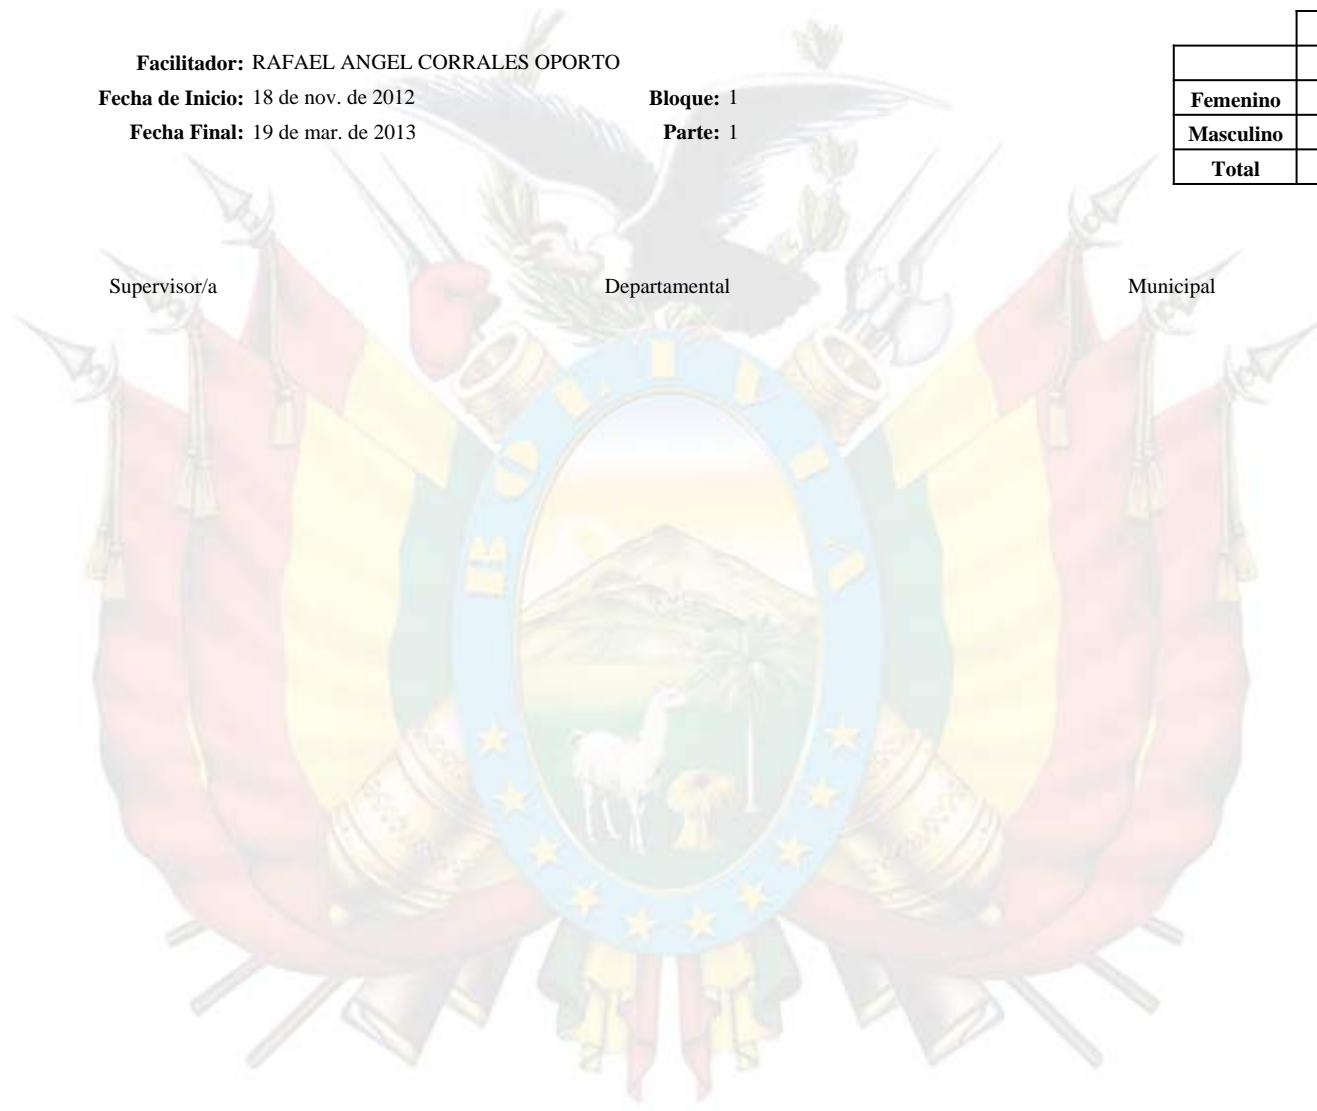 Facilitador: RAFAEL ANGEL CORRALES OPORTO
Fecha de Inicio: 18 de nov. de 2012 Bloque: 1
Fecha Final: 19 de mar. de 2013 Parte: 1
Femenino
Masculino
Total
Supervisor/a Departamental Municipal
BOLIVIA